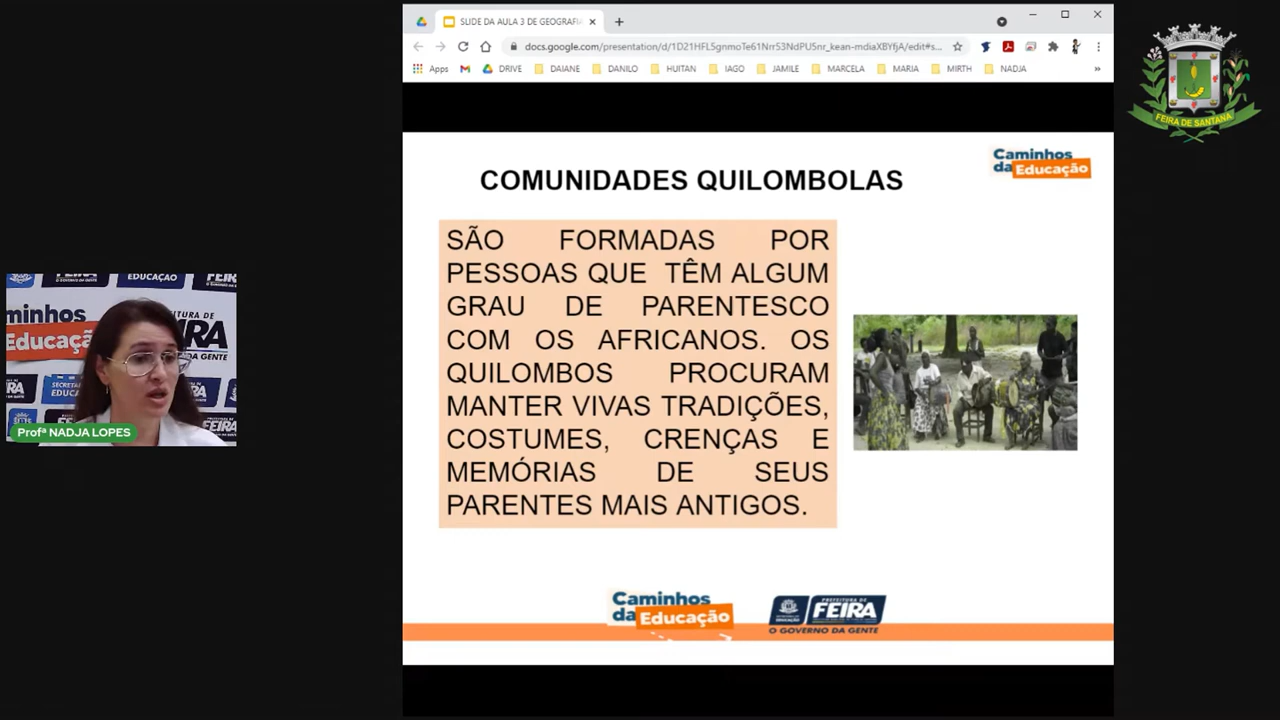 SLIDE DA AULA 3 DE GEOGRAFIA
docs.google.com/presentation/d/1D21HFLSgnmoTe61Nrr53NdPUSnr_kean-mdiaXBYfjA/edit#s...
Apps DRIVE DAIANE DANILO HUITAN IAGO JAMILE MARCELA MARIA MIRTH NADJA »
FEIRA DE SANTANA
Caminhos
da Educação
COMUNIDADES QUILOMBOLAS
SÃO FORMADAS POR
PESSOAS QUE TÊM ALGUM
GRAU DE PARENTESCO
COM OS AFRICANOS. OS
QUILOMBOS PROCURAM
MANTER VIVAS TRADIÇÕES,
COSTUMES, CRENÇAS E
MEMÓRIAS DE SEUS
PARENTES MAIS ANTIGOS.
EDUCAÇÃO
minhos
Educaçã
Profª NADJA LOPES
Caminhos
da Educação
PREFEITURA DE
FEIRA
O GOVERNO DA GENTE